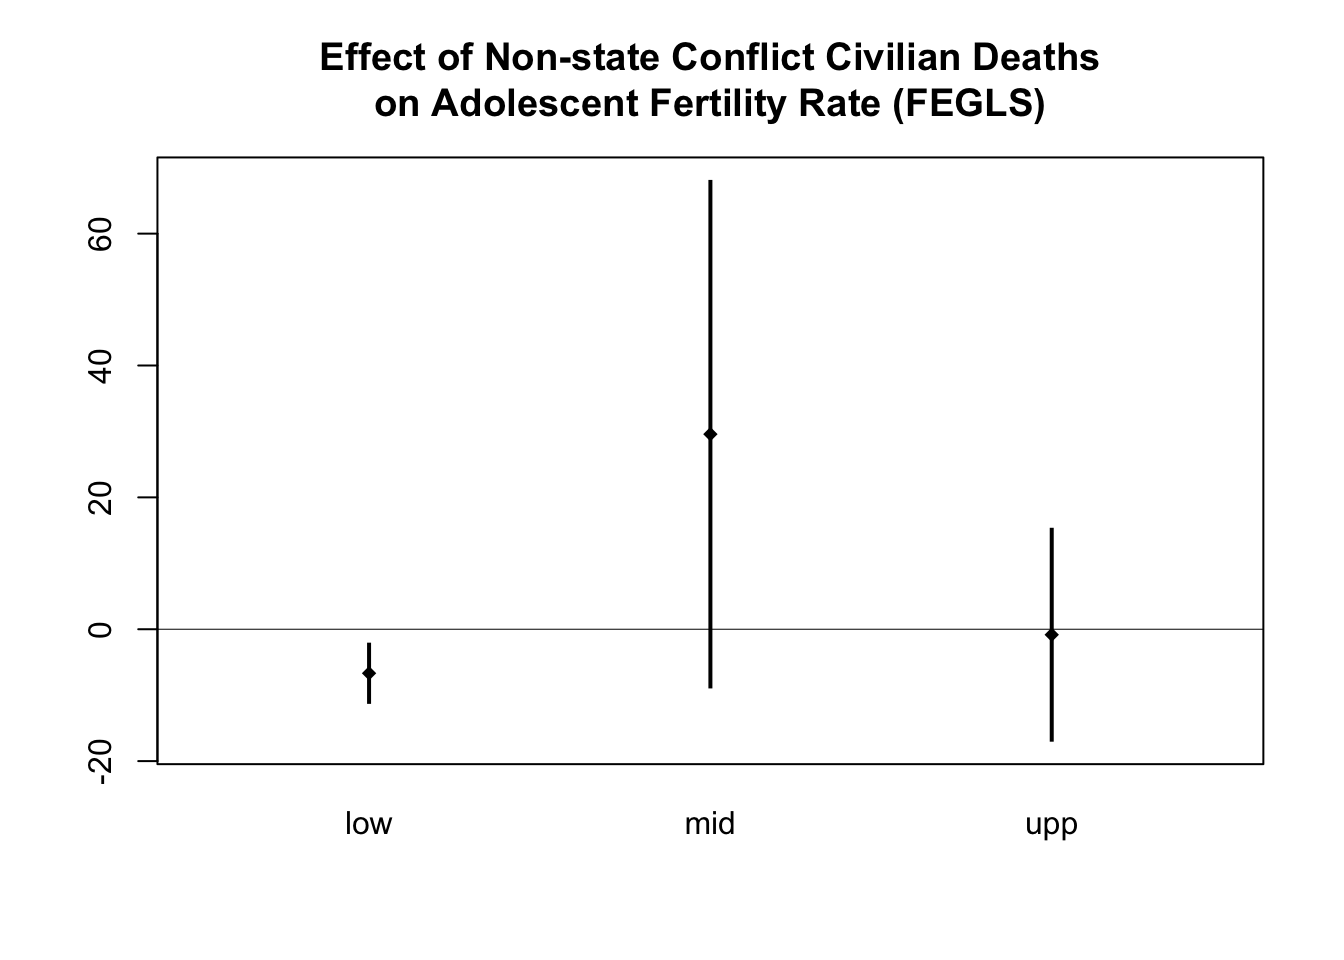 Effect of Non-state Conflict Civilian Deaths
on Adolescent Fertility Rate (FEGLS)
60
40
20
0
-20
low mid upp